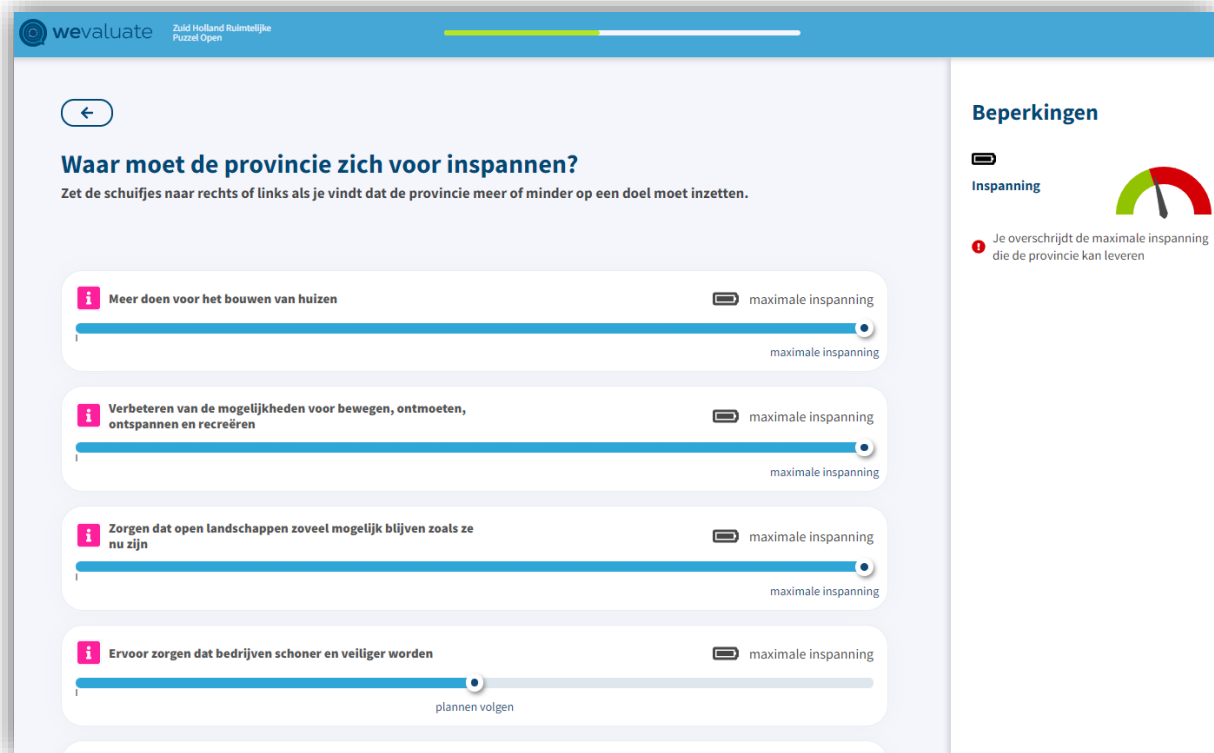 wevaluate
Zuid Holland Ruimtelijke
Puzzel Open
Waar moet de provincie zich voor inspannen?
Zet de schuifjes naar rechts of links als je vindt dat de provincie meer of minder op een doel moet inzetten.
Meer doen voor het bouwen van huizen
maximale inspanning
maximale inspanning
Verbeteren van de mogelijkheden voor bewegen, ontmoeten,
ontspannen en recreëren
maximale inspanning
maximale inspanning
Zorgen dat open landschappen zoveel mogelijk blijven zoals ze
nu zijn
maximale inspanning
maximale inspanning
Ervoor zorgen dat bedrijven schoner en veiliger worden
maximale inspanning
plannen volgen
Beperkingen
Inspanning
Je overschrijdt de maximale inspanning
die de provincie kan leveren